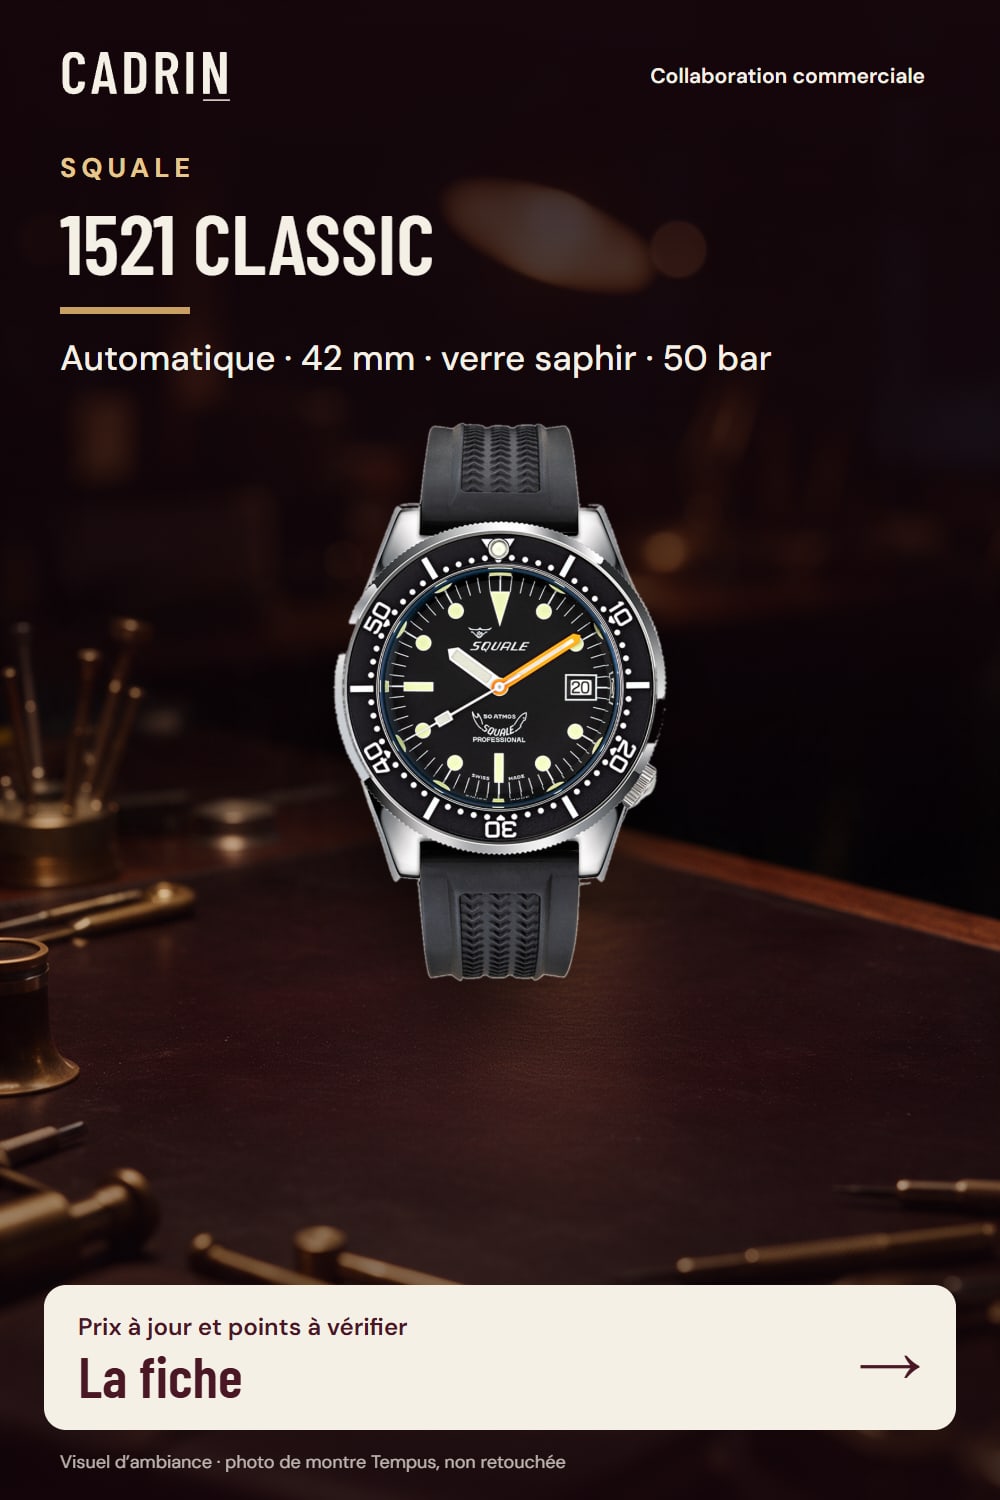 CADRIN
Collaboration commerciale
SQUALE
1521 CLASSIC
Automatique · 42 mm · verre saphir · 50 bar
10
50
SQUALE
20
50 ATMOS
SQUALE
PROFESSIONAL
SWISS MADE
40
20
30
Prix à jour et points à vérifier
La fiche
→
Visuel d’ambiance · photo de montre Tempus, non retouchée